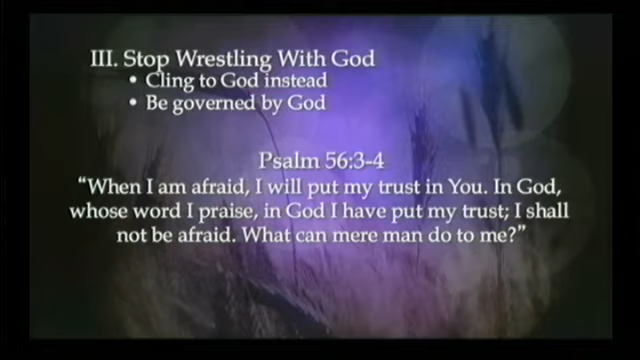 III. Stop Wrestling With God
• Cling to God instead
• Be governed by God
Psalm 56:3-4
“When I am afraid, I will put my trust in You. In God,
whose word I praise, in God I have put my trust; I shall
not be afraid. What can mere man do to me?”